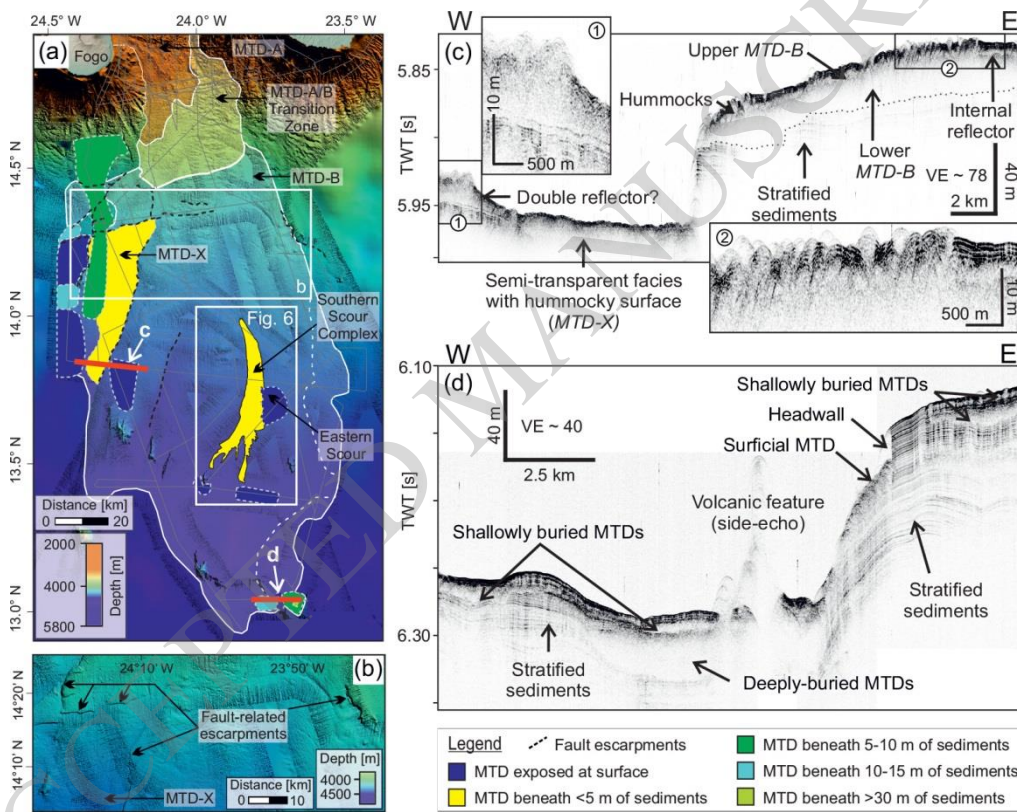 24.5° W
24.0° W
23.5° W
(a)
Fogo
MTD-A
MTD-A/B
Transition
Zone
MTD-B
14.5° N
MTD-X
b
14.0° N
Southern
Scour
Complex
Fig. 6
c
13.5° N
Eastern
Scour
Distance [km]
0 20
2000
4000
5800
Depth [m]
d
13.0° N
24°10' W
23°50' W
(b)
14°20' N
Fault-related
escarpments
14°10' N
MTD-X
Distance [km]
0 10
Depth [m]
4000
4500
W
E
(c)
1
10 m
500 m
Upper MTD-B
2
5.85
Hummocks
TWT [s]
Internal
reflector
Lower
MTD-B
VE ~ 78
40 m
2 km
Stratified
sediments
Double reflector?
5.95
1
Semi-transparent facies
with hummocky surface
(MTD-X)
2
10 m
500 m
W
E
6.10
(d)
40 m
VE ~ 40
2.5 km
Shallowly buried MTDs
Headwall
Surficial MTD
TWT [s]
Volcanic feature
(side-echo)
Shallowly buried MTDs
Stratified
sediments
6.30
Stratified
sediments
Deeply-buried MTDs
Legend
Fault escarpments
MTD exposed at surface
MTD beneath <5 m of sediments
MTD beneath 5-10 m of sediments
MTD beneath 10-15 m of sediments
MTD beneath >30 m of sediments
ACCEPTED MANUSCRIPT